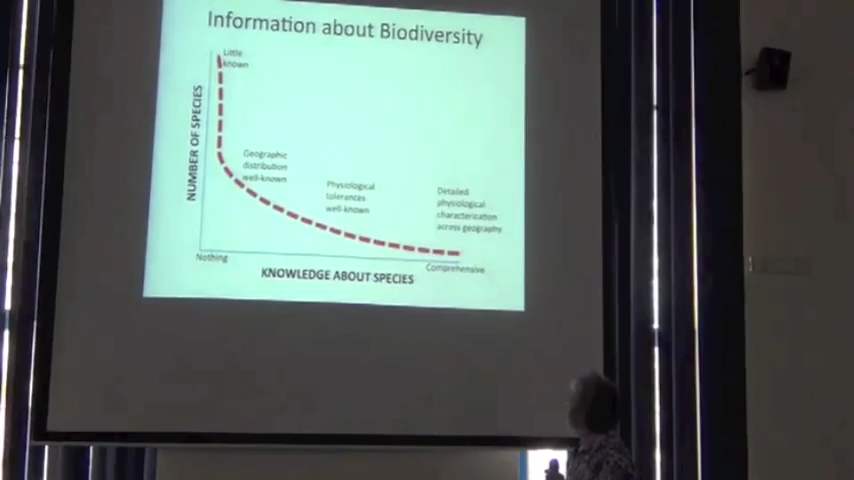 Information about Biodiversity
Little
known
NUMBER OF SPECIES
Geographic
distribution
well-known
Physiological
tolerances
well-known
Detailed
physiological
characterization
across geography
Nothing
Comprehensive
KNOWLEDGE ABOUT SPECIES